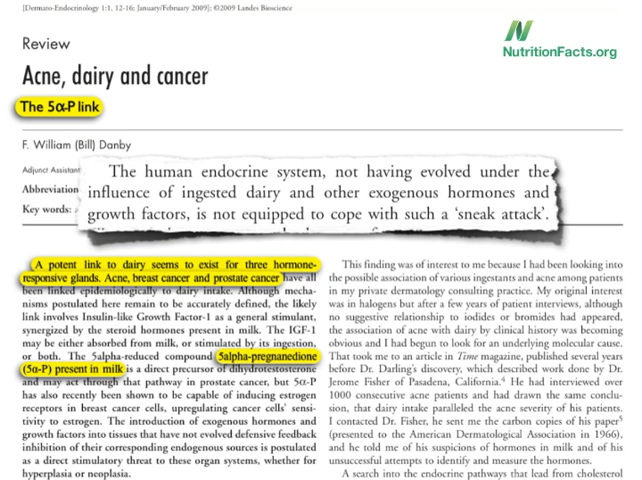 [Dermato-Endocrinology 1:1, 12-16; January/February 2009]; ©2009 Landes Bioscience
Review
NutritionFacts.org
Acne, dairy and cancer
The 5α-P link
F. William (Bill) Danby
Adjunct Assistant
Abbreviation
Key words:
The human endocrine system, not having evolved under the
influence of ingested dairy and other exogenous hormones and
growth factors, is not equipped to cope with such a ‘sneak attack’.
A potent link to dairy seems to exist for three hormone-
responsive glands. Acne, breast cancer and prostate cancer have all
been linked epidemiologically to dairy intake. Although mecha-
nisms postulated here remain to be accurately defined, the likely
link involves Insulin-like Growth Factor-1 as a general stimulant,
synergized by the steroid hormones present in milk. The IGF-1
may be either absorbed from milk, or stimulated by its ingestion,
or both. The 5alpha-reduced compound 5alpha-pregnanedione
(5α-P) present in milk is a direct precursor of dihydrotestosterone
and may act through that pathway in prostate cancer, but 5α-P
has also recently been shown to be capable of inducing estrogen
receptors in breast cancer cells, upregulating cancer cells’ sensi-
tivity to estrogen. The introduction of exogenous hormones and
growth factors into tissues that have not evolved defensive feedback
inhibition of their corresponding endogenous sources is postulated
as a direct stimulatory threat to these organ systems, whether for
hyperplasia or neoplasia.
This finding was of interest to me because I had been looking into
the possible association of various ingestants and acne among patients
in my private dermatology consulting practice. My original interest
was in halogens but after a few years of patient interviews, although
no suggestive relationship to iodides or bromides had appeared,
the association of acne with dairy by clinical history was becoming
obvious and I had begun to look for an underlying molecular cause.
That took me to an article in Time magazine, published several years
before Dr. Darling’s discovery, which described work done by Dr.
Jerome Fisher of Pasadena, California.⁴ He had interviewed over
1000 consecutive acne patients and had drawn the same conclu-
sion, that dairy intake paralleled the acne severity of his patients.
I contacted Dr. Fisher, he sent me the carbon copies of his paper⁵
(presented to the American Dermatological Association in 1966),
and he told me of his suspicions of hormones in milk and of his
unsuccessful attempts to identify and measure the hormones.
A search into the endocrine pathways that lead from cholesterol